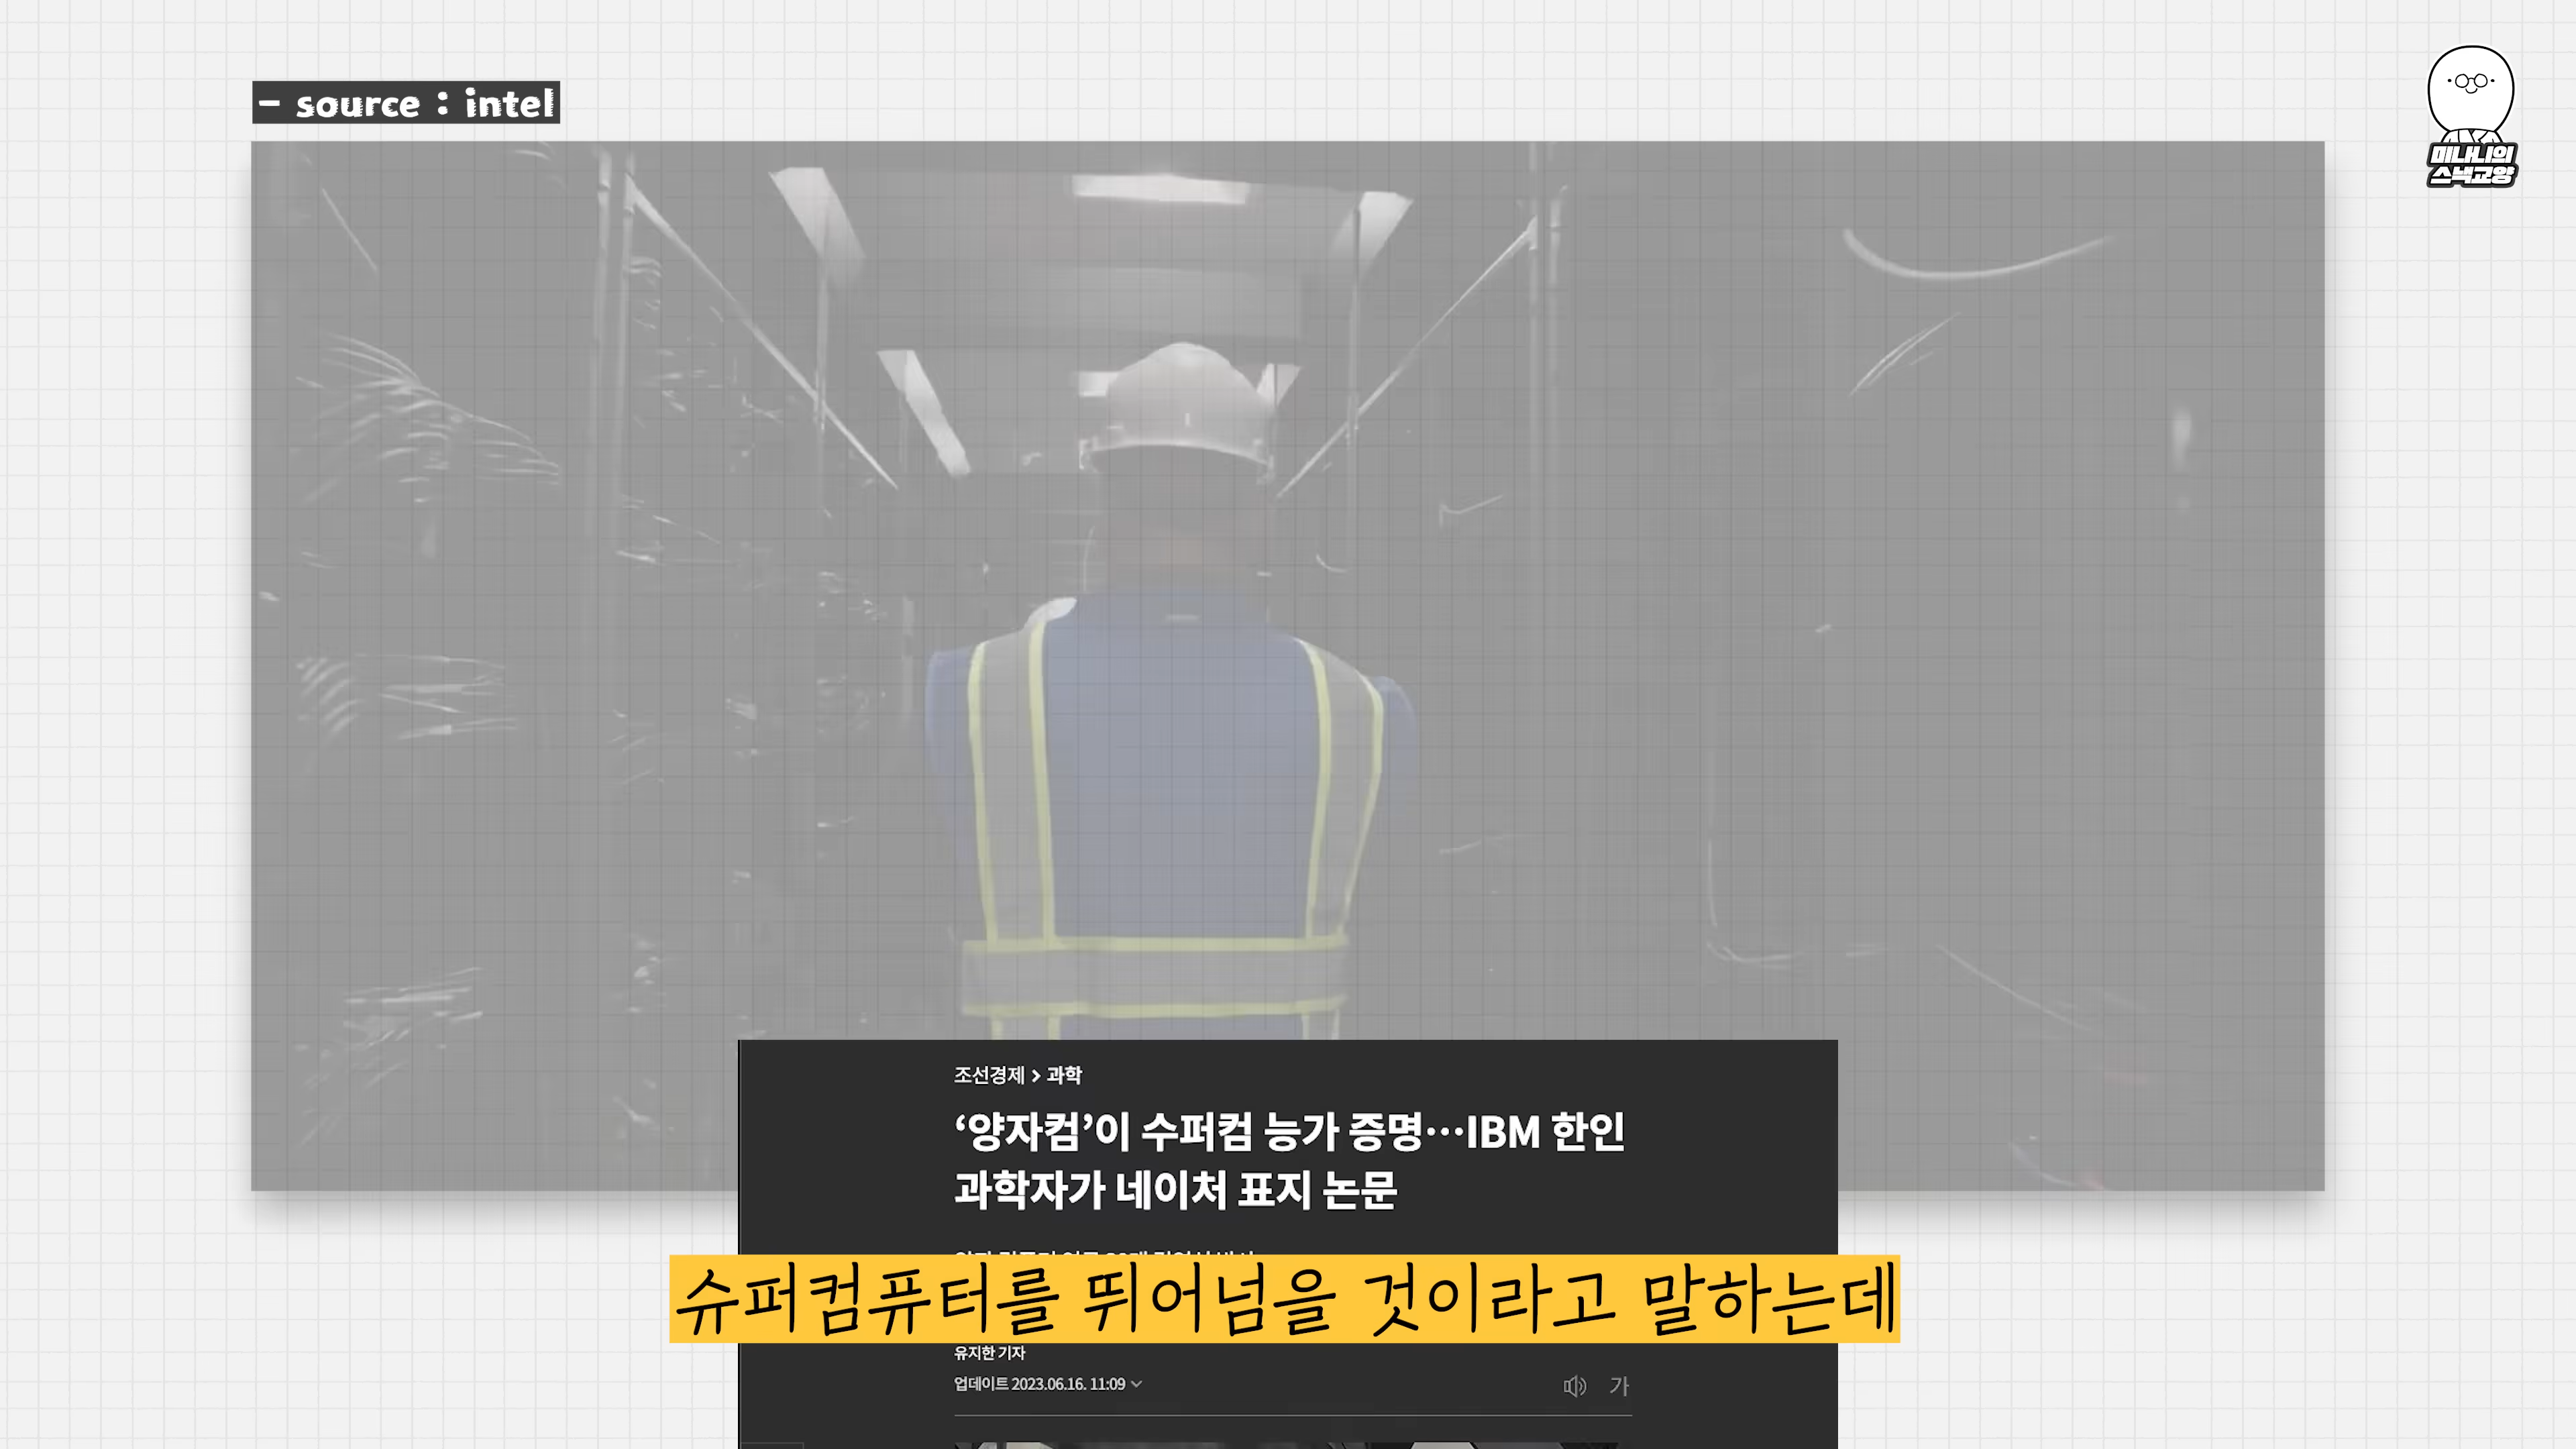 - source : intel
미내니의
스낵교양
조선경제 > 과학
‘양자컴’이 수퍼컴 능가 증명…IBM 한인
과학자가 네이처 표지 논문
슈퍼컴퓨터를 뛰어넘을 것이라고 말하는데
유지한 기자
업데이트 2023.06.16. 11:09
가